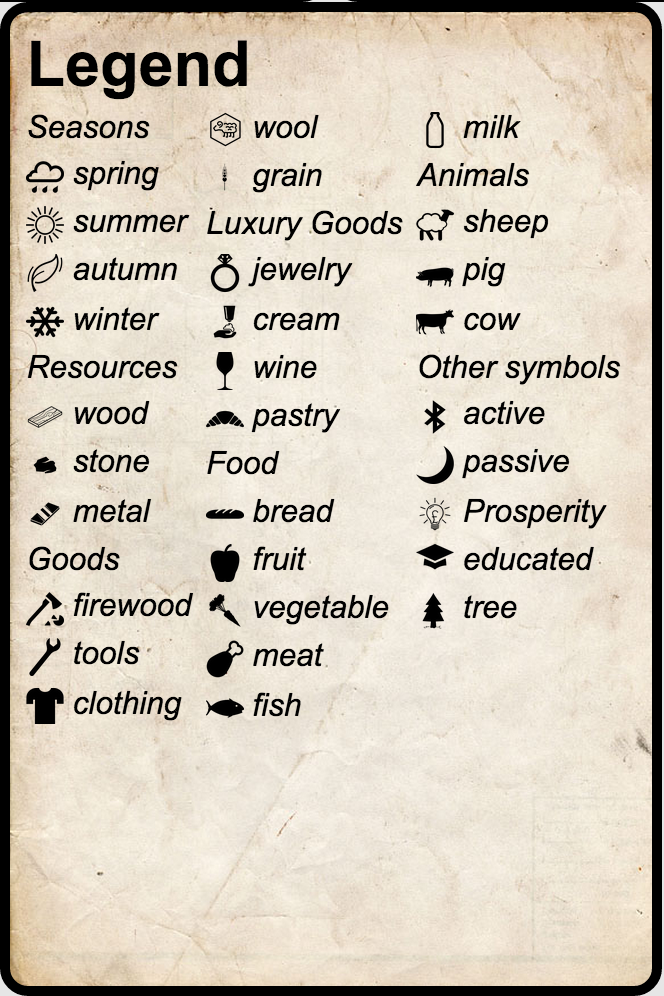 Legend
Seasons
spring
summer
autumn
winter
Resources
wood
stone
metal
Goods
firewood
tools
clothing
wool
grain
Luxury Goods
jewelry
cream
wine
pastry
Food
bread
fruit
vegetable
meat
fish
milk
Animals
sheep
pig
cow
Other symbols
active
passive
Prosperity
educated
tree